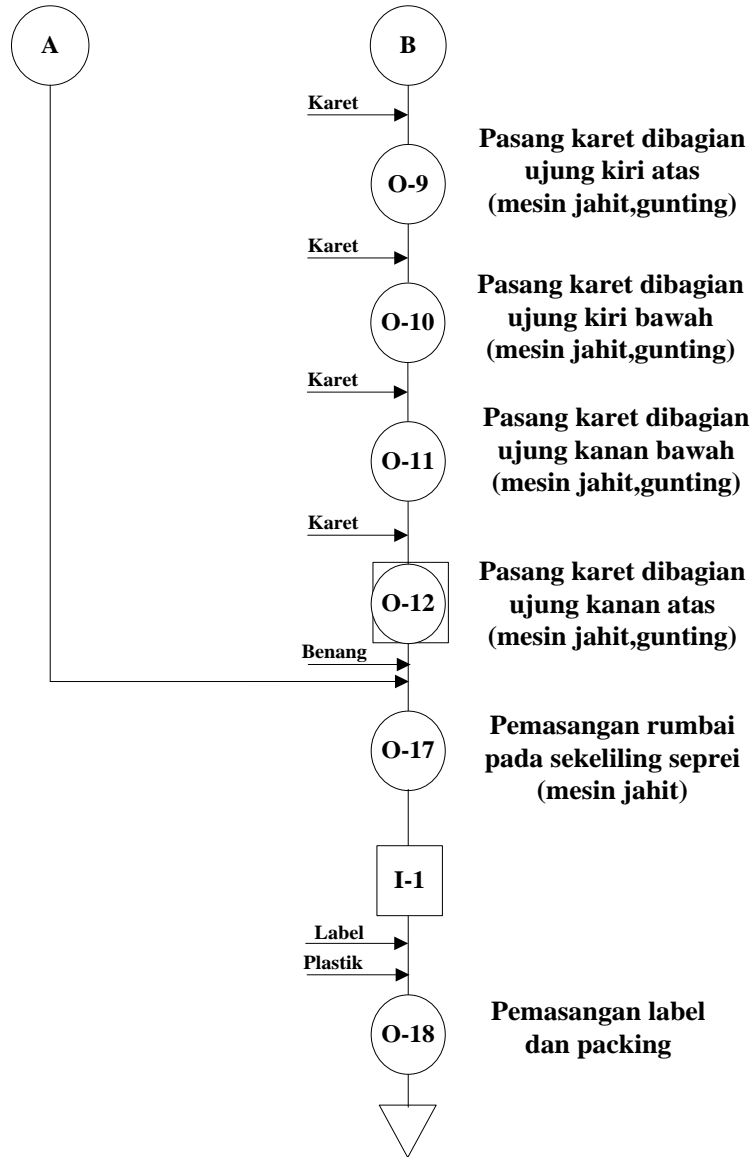 A
B
Karet
O-9
Pasang karet dibagian
ujung kiri atas
(mesin jahit,gunting)
Karet
O-10
Pasang karet dibagian
ujung kiri bawah
(mesin jahit,gunting)
Karet
O-11
Pasang karet dibagian
ujung kanan bawah
(mesin jahit,gunting)
Karet
O-12
Pasang karet dibagian
ujung kanan atas
(mesin jahit,gunting)
Benang
O-17
Pemasangan rumbai
pada sekeliling seprei
(mesin jahit)
I-1
Label
Plastik
O-18
Pemasangan label
dan packing